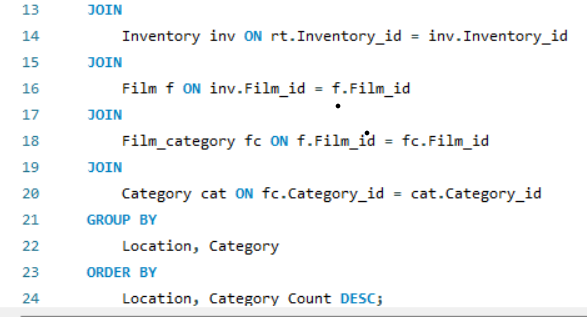 13 JOIN
14 Inventory inv ON rt.Inventory_id = inv.Inventory_id
15 JOIN
16 Film f ON inv.Film_id = f.Film_id
17 JOIN
18 Film_category fc ON f.Film_id = fc.Film_id
19 JOIN
20 Category cat ON fc.Category_id = cat.Category_id
21 GROUP BY
22 Location, Category
23 ORDER BY
24 Location, Category Count DESC;